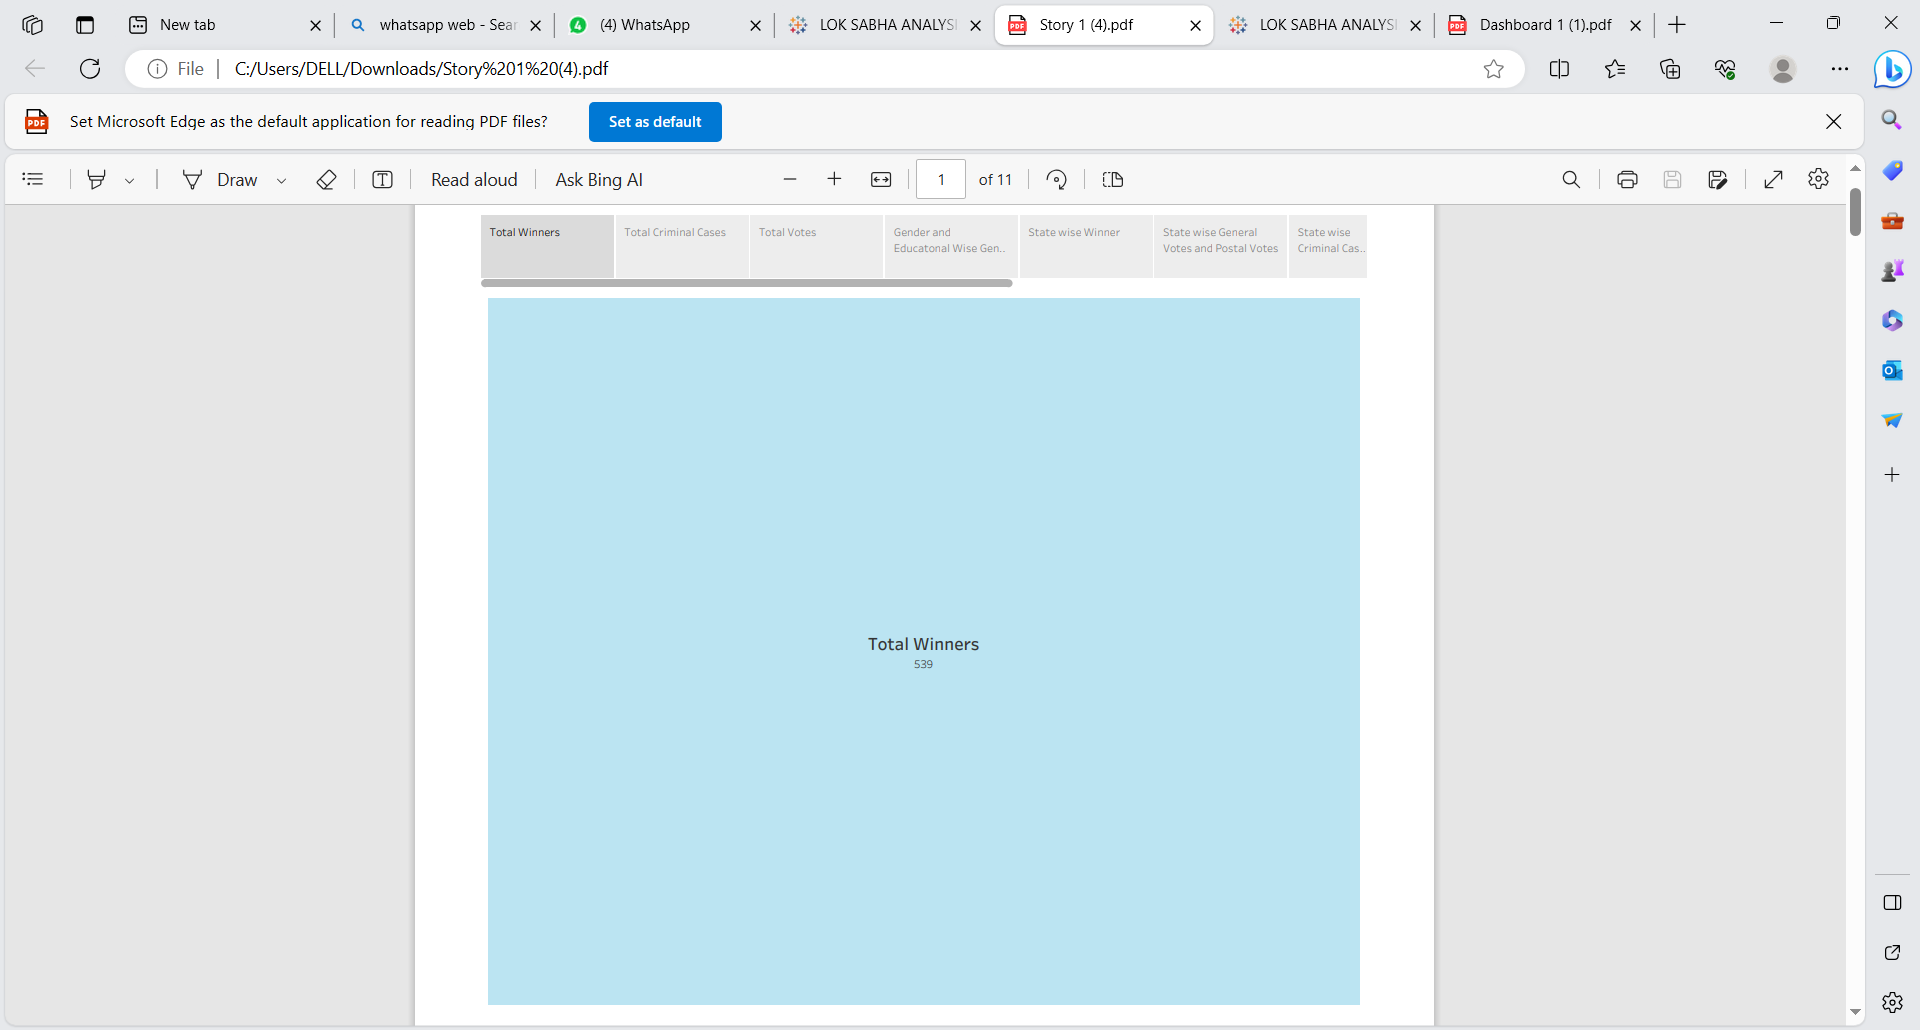 New tab
whatsapp web - Sear
(4) WhatsApp
LOK SABHA ANALYSI
Story 1 (4).pdf
LOK SABHA ANALYSI
Dashboard 1 (1).pdf
File
C:/Users/DELL/Downloads/Story%201%20(4).pdf
PDF
Set Microsoft Edge as the default application for reading PDF files?
Set as default
Draw
Read aloud
Ask Bing AI
1
of 11
Total Winners
Total Criminal Cases
Total Votes
Gender and
Educatonal Wise Gen..
State wise Winner
State wise General
Votes and Postal Votes
State wise
Criminal Cas..
Total Winners
539